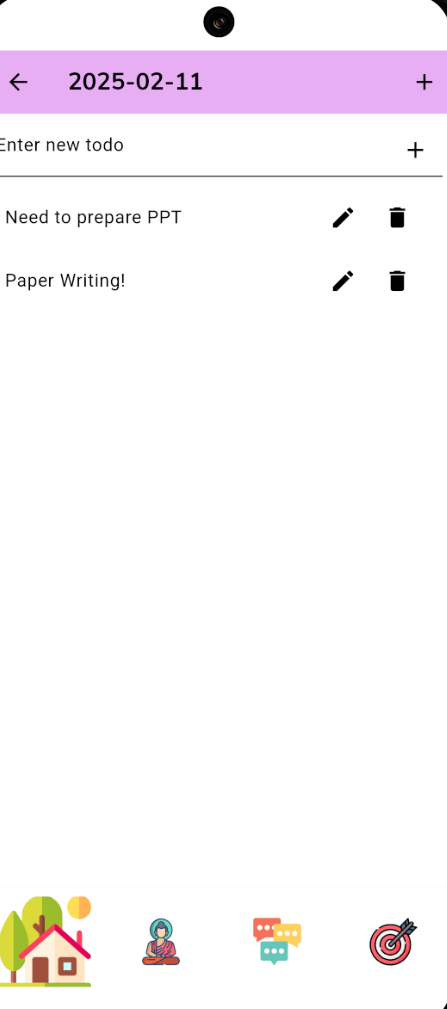 2025-02-11
Enter new todo
Need to prepare PPT
Paper Writing!